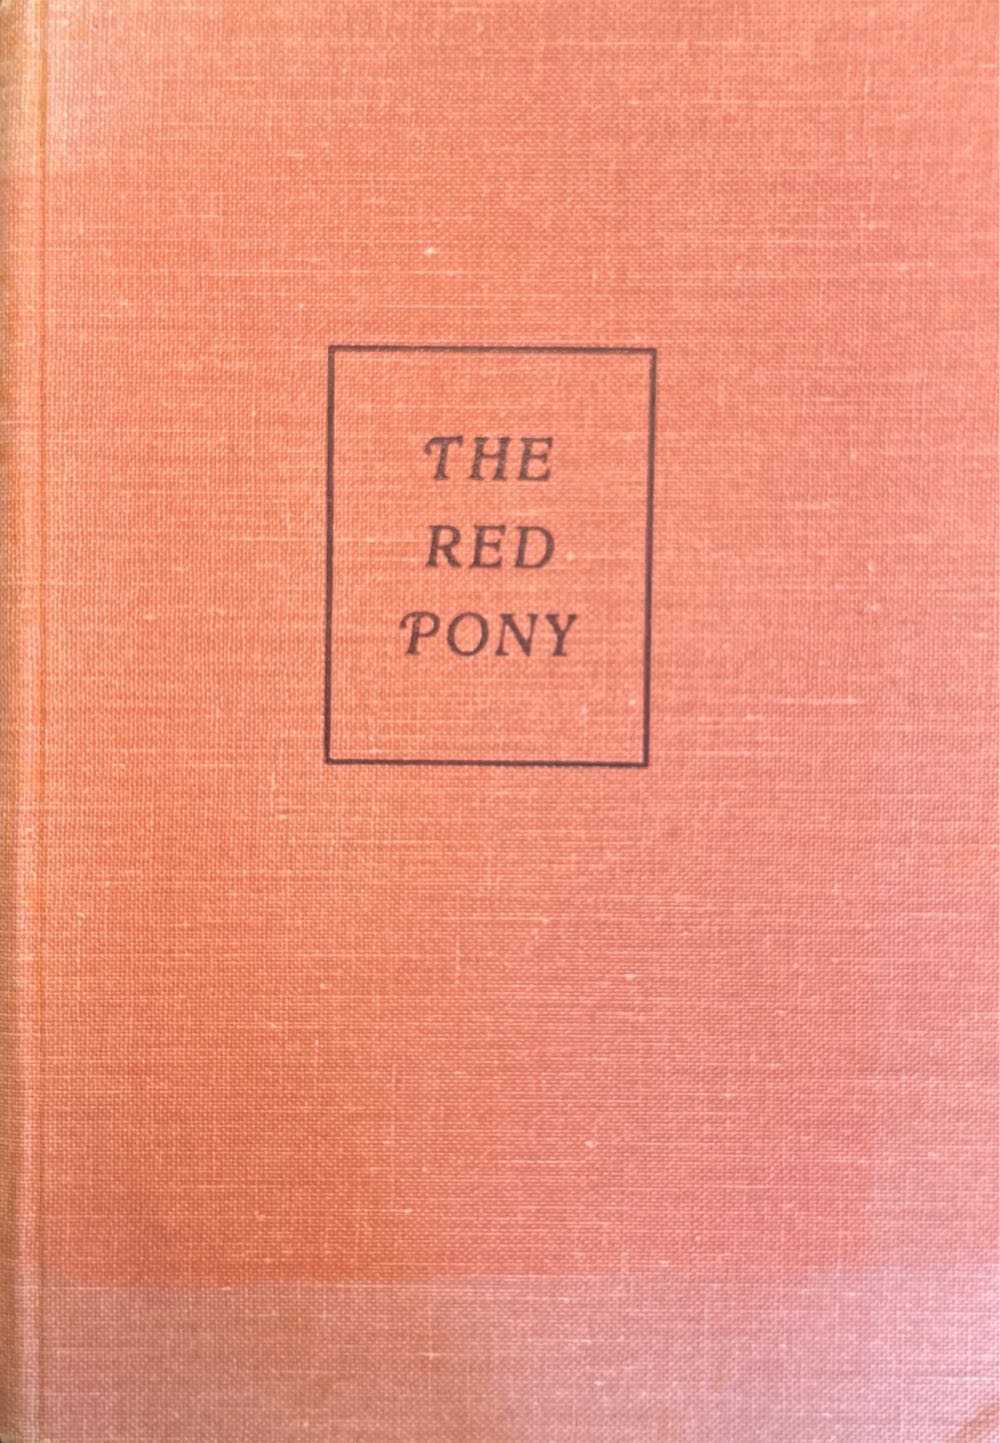 THE
RED
PONY